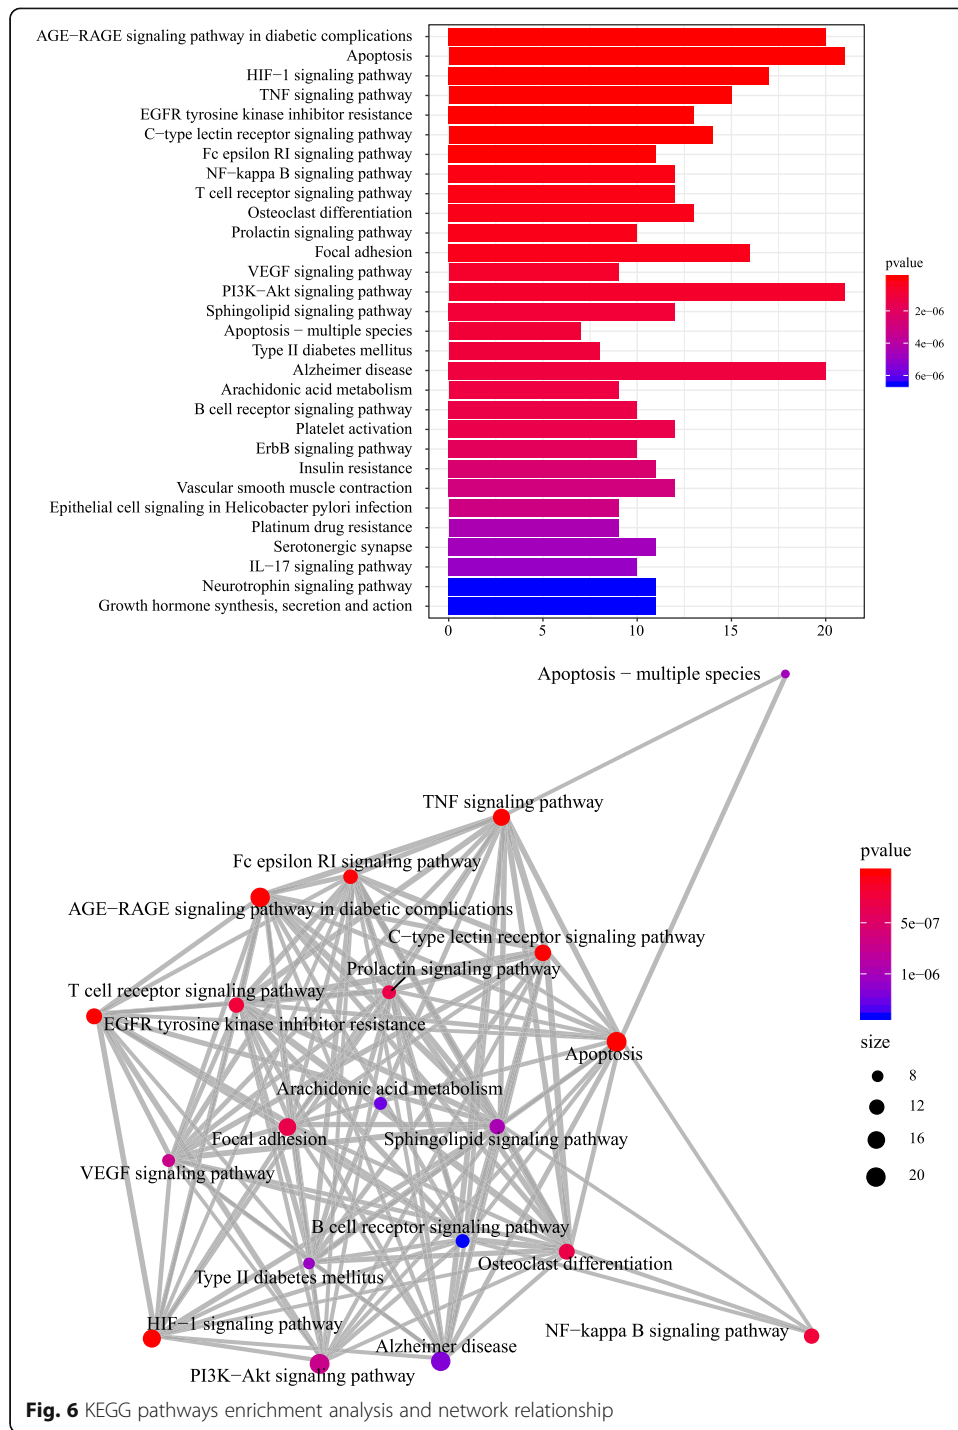 AGE−RAGE signaling pathway in diabetic complications
Apoptosis
HIF−1 signaling pathway
TNF signaling pathway
EGFR tyrosine kinase inhibitor resistance
C−type lectin receptor signaling pathway
Fc epsilon RI signaling pathway
NF−kappa B signaling pathway
T cell receptor signaling pathway
Osteoclast differentiation
Prolactin signaling pathway
Focal adhesion
VEGF signaling pathway
PI3K−Akt signaling pathway
Sphingolipid signaling pathway
Apoptosis − multiple species
Type II diabetes mellitus
Alzheimer disease
Arachidonic acid metabolism
B cell receptor signaling pathway
Platelet activation
ErbB signaling pathway
Insulin resistance
Vascular smooth muscle contraction
Epithelial cell signaling in Helicobacter pylori infection
Platinum drug resistance
Serotonergic synapse
IL−17 signaling pathway
Neurotrophin signaling pathway
Growth hormone synthesis, secretion and action
0 5 10 15 20
pvalue
2e−06
4e−06
6e−06
Apoptosis − multiple species
TNF signaling pathway
Fc epsilon RI signaling pathway
AGE−RAGE signaling pathway in diabetic complications
C−type lectin receptor signaling pathway
Prolactin signaling pathway
T cell receptor signaling pathway
EGFR tyrosine kinase inhibitor resistance
Apoptosis
Arachidonic acid metabolism
Focal adhesion
Sphingolipid signaling pathway
VEGF signaling pathway
B cell receptor signaling pathway
Osteoclast differentiation
Type II diabetes mellitus
HIF−1 signaling pathway
NF−kappa B signaling pathway
Alzheimer disease
PI3K−Akt signaling pathway
pvalue
5e−07
1e−06
size
8
12
16
20
Fig. 6 KEGG pathways enrichment analysis and network relationship